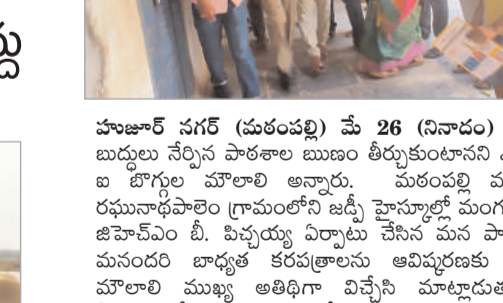 ద్దు
హుజూర్ నగర్ (మఠంపల్లి) మే 26 (నినాదం)
బుద్ధులు నేర్పిన పాఠశాల ఋణం తీర్చుకుంటానని
ఐ బొగ్గుల మౌలాలి అన్నారు. మఠంపల్లి
రఘునాథపాలెం గ్రామంలోని జడ్పీ హైస్కూల్లో
జిహెచ్ఎం బీ. పిచ్చయ్య ఏర్పాటు చేసిన మన
మనందరి బాధ్యత కరపత్రాలను ఆవిష్కరణకు
మౌలాలి ముఖ్య అతిథిగా విచ్చేసి